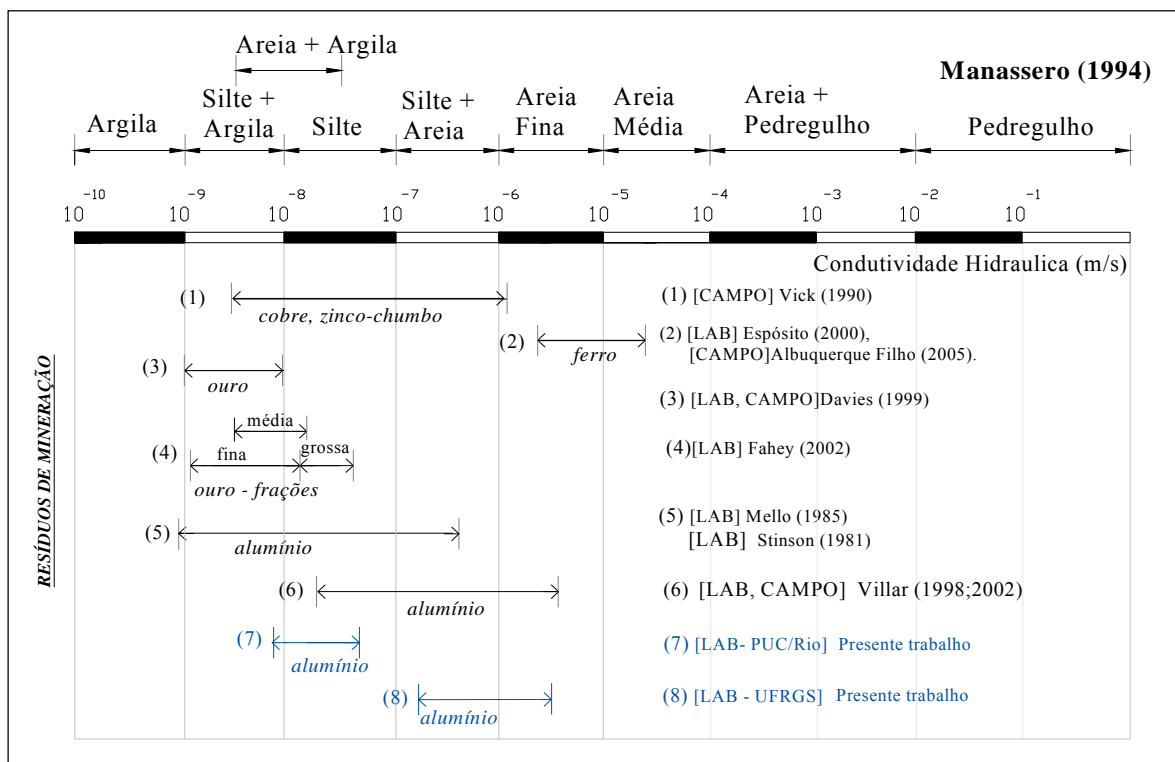 Areia + Argila
Manassero (1994)
Argila
Silte +
Argila
Silte
Silte +
Areia
Areia
Fina
Areia
Média
Areia +
Pedregulho
Pedregulho
10^-10 10^-9 10^-8 10^-7 10^-6 10^-5 10^-4 10^-3 10^-2 10^-1
Condutividade Hidraulica (m/s)
RESÍDUOS DE MINERAÇÃO
(1) cobre, zinco-chumbo
(1) [CAMPO] Vick (1990)
(2) ferro
(2) [LAB] Espósito (2000),
[CAMPO]Albuquerque Filho (2005).
(3) ouro
(3) [LAB, CAMPO]Davies (1999)
média
(4) fina grossa
ouro - frações
(4)[LAB] Fahey (2002)
(5) alumínio
(5) [LAB] Mello (1985)
[LAB] Stinson (1981)
(6) alumínio
(6) [LAB, CAMPO] Villar (1998;2002)
(7) alumínio
(7) [LAB- PUC/Rio] Presente trabalho
(8) alumínio
(8) [LAB - UFRGS] Presente trabalho